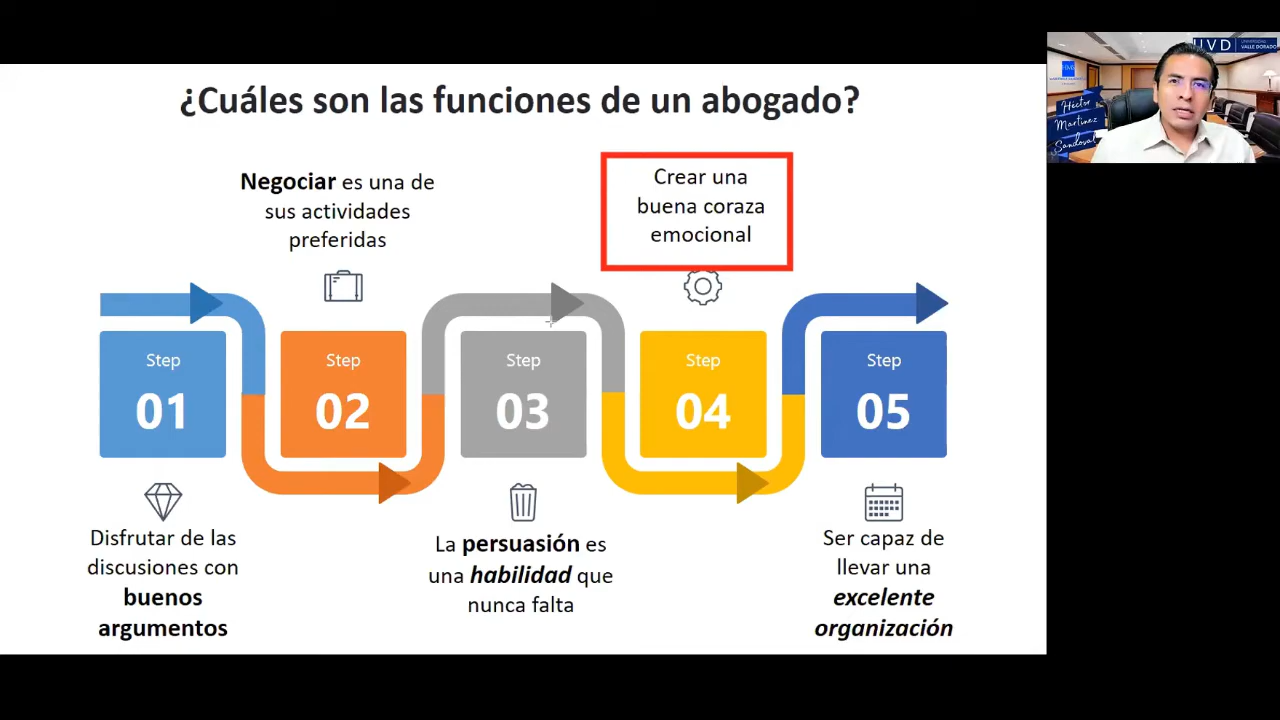 ¿Cuáles son las funciones de un abogado?
Negociar es una de
sus actividades
preferidas
Crear una
buena coraza
emocional
Step
01
Step
02
Step
03
Step
04
Step
05
Disfrutar de las
discusiones con
buenos
argumentos
La persuasión es
una habilidad que
nunca falta
Ser capaz de
llevar una
excelente
organización
UVD
UNIVERSIDAD
VALLE DORADO
Héctor
Martínez
Sandoval